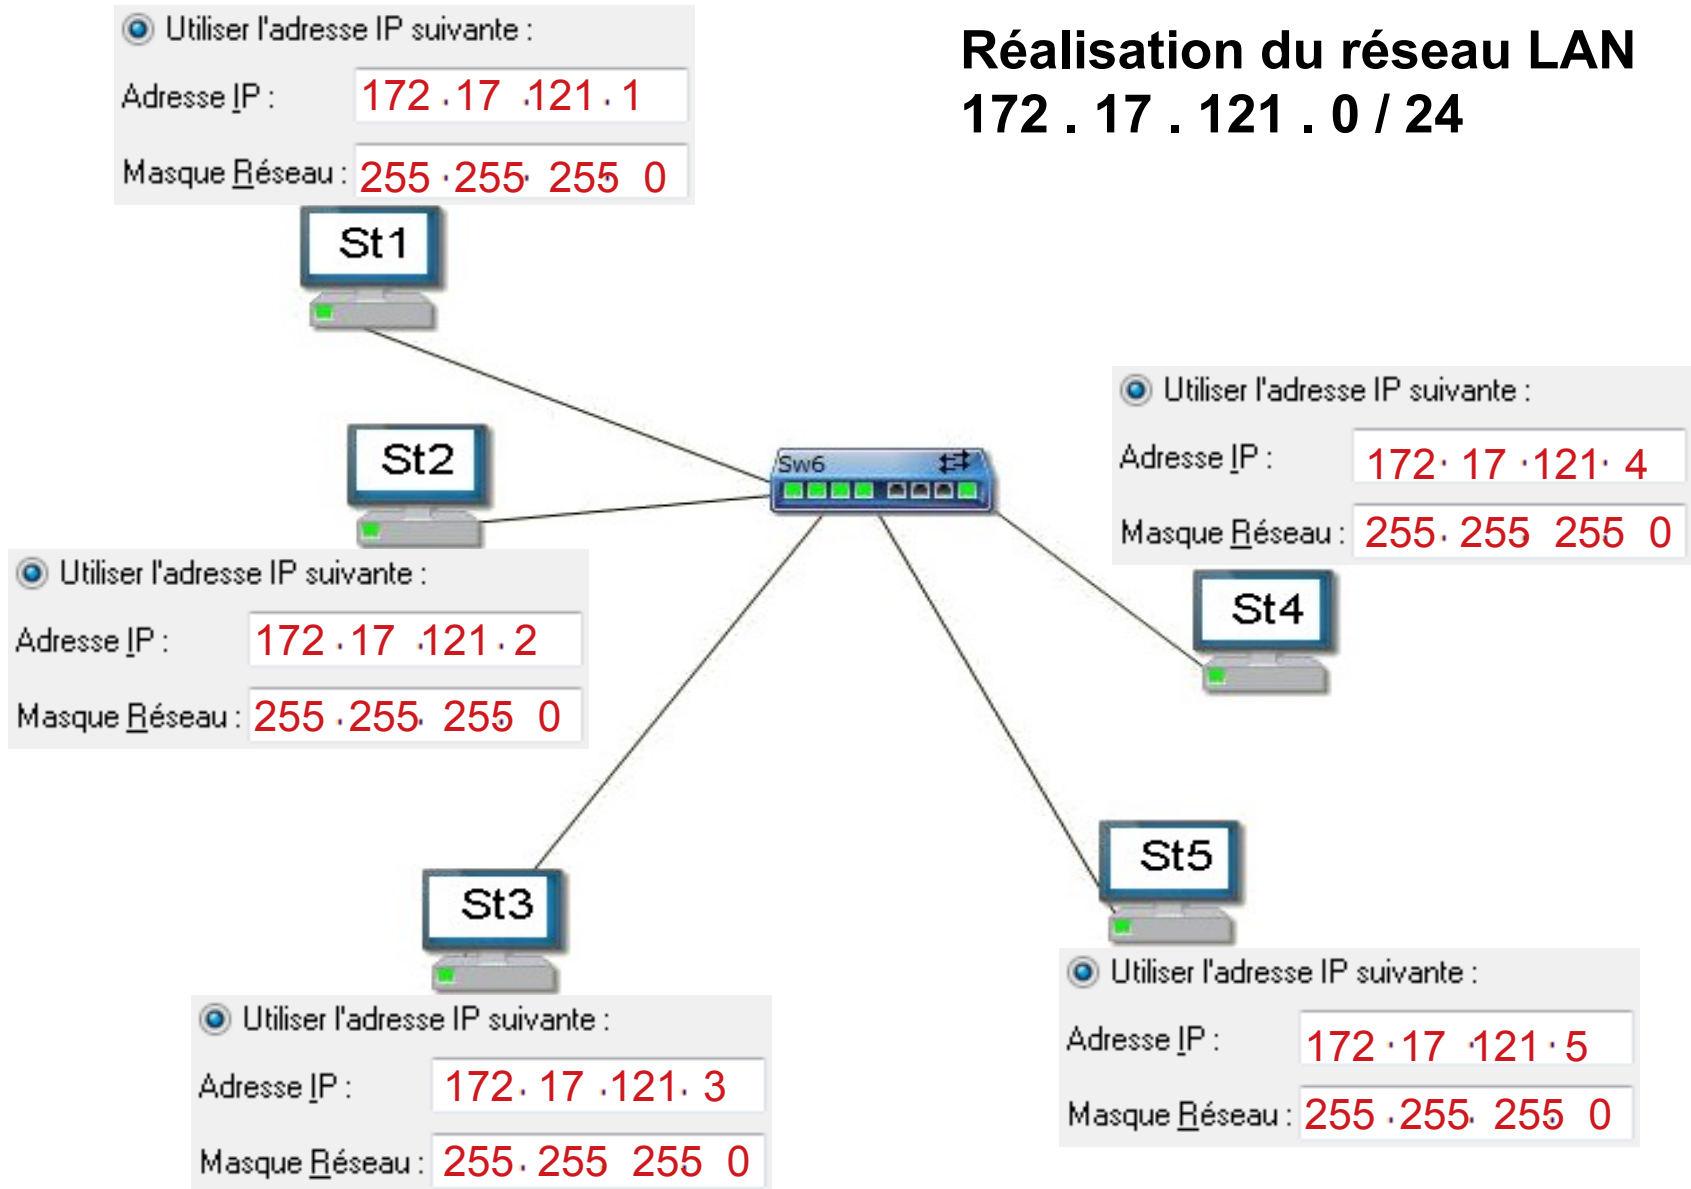 Réalisation du réseau LAN
172 . 17 . 121 . 0 / 24
Utiliser l'adresse IP suivante :
Adresse IP : 172 . 17 . 121 . 1
Masque Réseau : 255 . 255 . 255 . 0
St1
St2
Utiliser l'adresse IP suivante :
Adresse IP : 172 . 17 . 121 . 2
Masque Réseau : 255 . 255 . 255 . 0
Sw6
Utiliser l'adresse IP suivante :
Adresse IP : 172 . 17 . 121 . 4
Masque Réseau : 255 . 255 . 255 . 0
St4
St3
Utiliser l'adresse IP suivante :
Adresse IP : 172 . 17 . 121 . 3
Masque Réseau : 255 . 255 . 255 . 0
St5
Utiliser l'adresse IP suivante :
Adresse IP : 172 . 17 . 121 . 5
Masque Réseau : 255 . 255 . 255 . 0